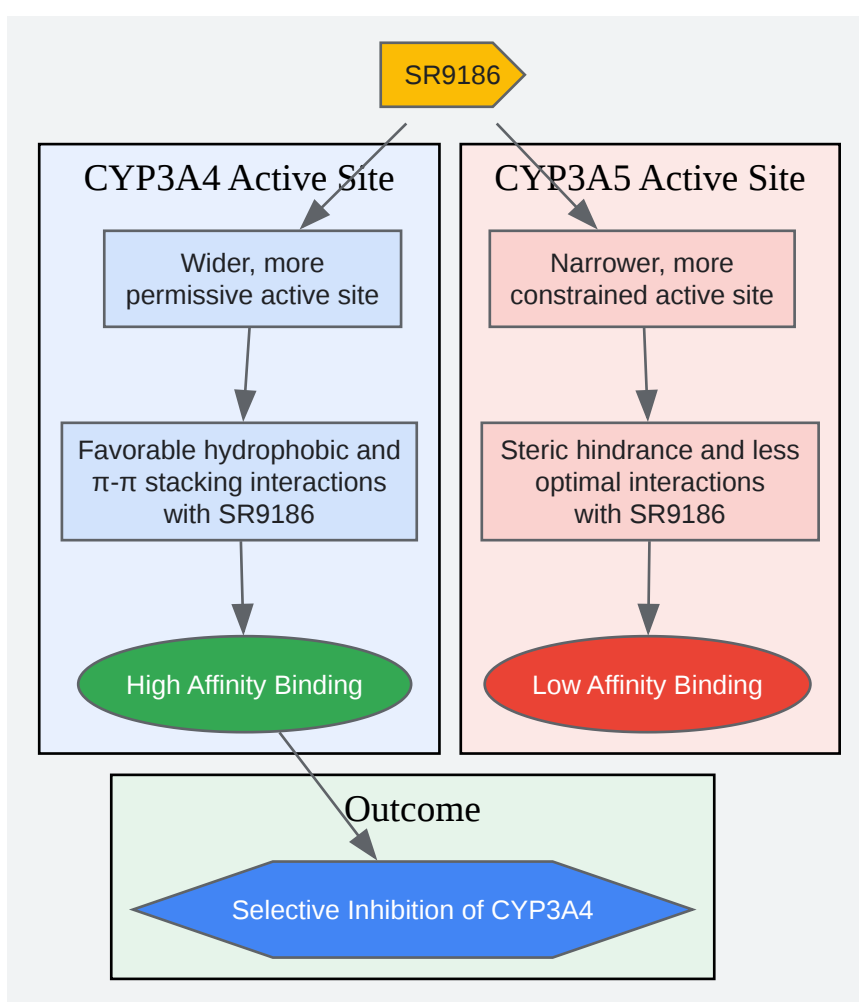 SR9186
CYP3A4 Active Site
Wider, more
permissive active site
Favorable hydrophobic and
π-π stacking interactions
with SR9186
High Affinity Binding
CYP3A5 Active Site
Narrower, more
constrained active site
Steric hindrance and less
optimal interactions
with SR9186
Low Affinity Binding
Outcome
Selective Inhibition of CYP3A4